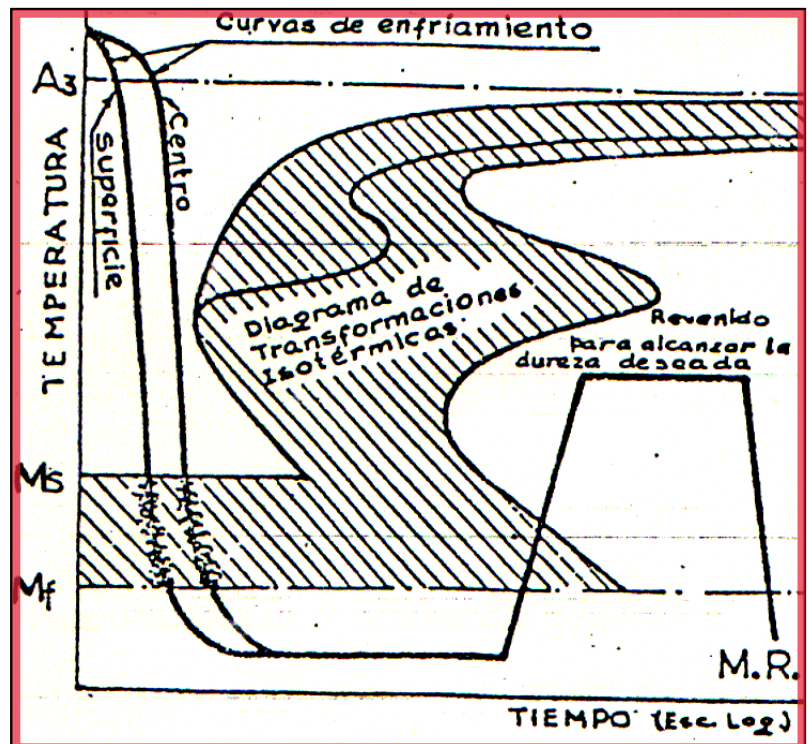 Curvas de enfriamiento
A3
Centro
Superficie
TEMPERATURA
Diagrama de
Transformaciones
Isotérmicas.
Revenido
para alcanzar la
dureza deseada
Ms
Mf
M.R.
TIEMPO (Esc. Log.)